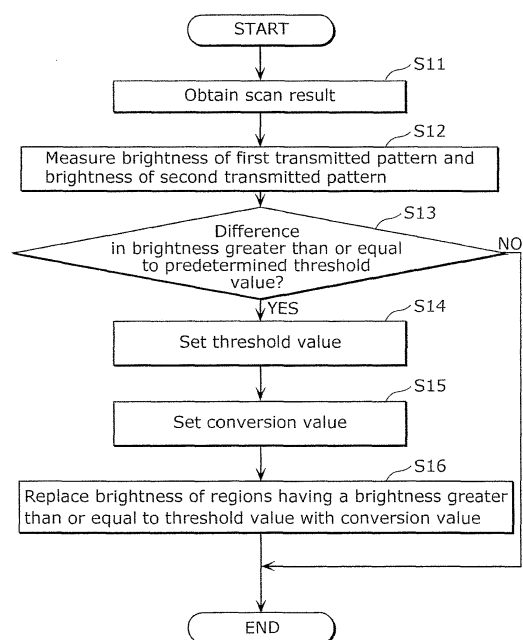 START
S11
Obtain scan result
S12
Measure brightness of first transmitted pattern and
brightness of second transmitted pattern
S13
Difference
in brightness greater than or equal
to predetermined threshold
value?
NO
YES
S14
Set threshold value
S15
Set conversion value
S16
Replace brightness of regions having a brightness greater
than or equal to threshold value with conversion value
END